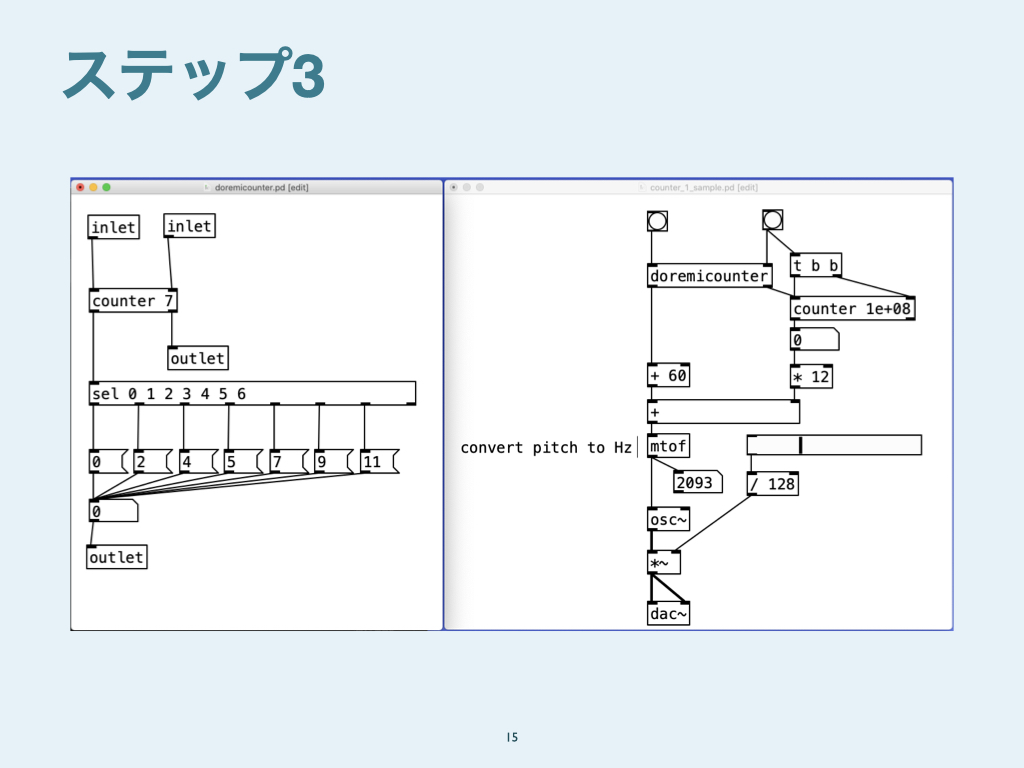 ステップ3
doremicounter.pd [edit]
inlet
inlet
counter 7
outlet
sel 0 1 2 3 4 5 6
0
2
4
5
7
9
11
0
outlet
counter_1_sample.pd [edit]
doremicounter
t b b
counter 1e+08
0
+ 60
* 12
+
convert pitch to Hz
mtof
2093
/ 128
osc~
*~
dac~
15